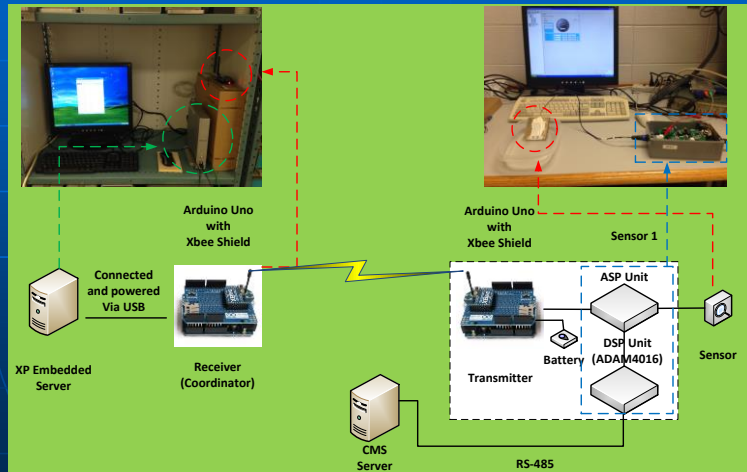 Arduino Uno
with
Xbee Shield
Arduino Uno
with
Xbee Shield
Sensor 1
Connected
and powered
Via USB
ASP Unit
DSP Unit
(ADAM4016)
Battery
Sensor
XP Embedded
Server
Receiver
(Coordinator)
Transmitter
CMS
Server
RS-485